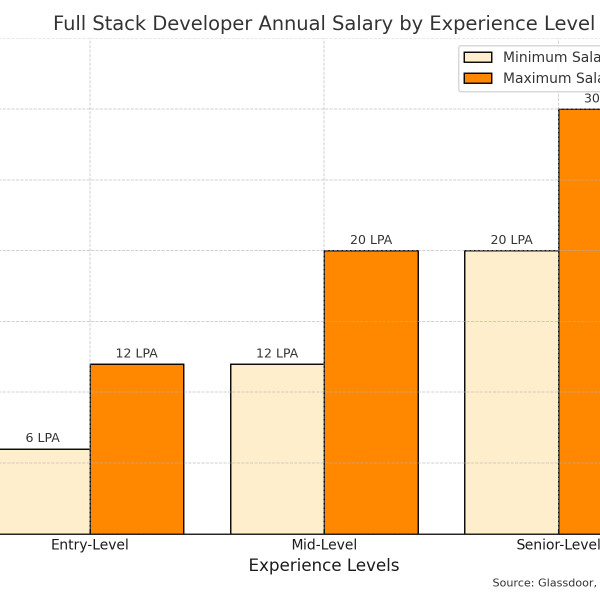 Full Stack Developer Annual Salary by Experience Level
Minimum Sala
Maximum Sala
30
20 LPA
20 LPA
12 LPA
12 LPA
6 LPA
Entry-Level
Mid-Level
Senior-Level
Experience Levels
Source: Glassdoor,